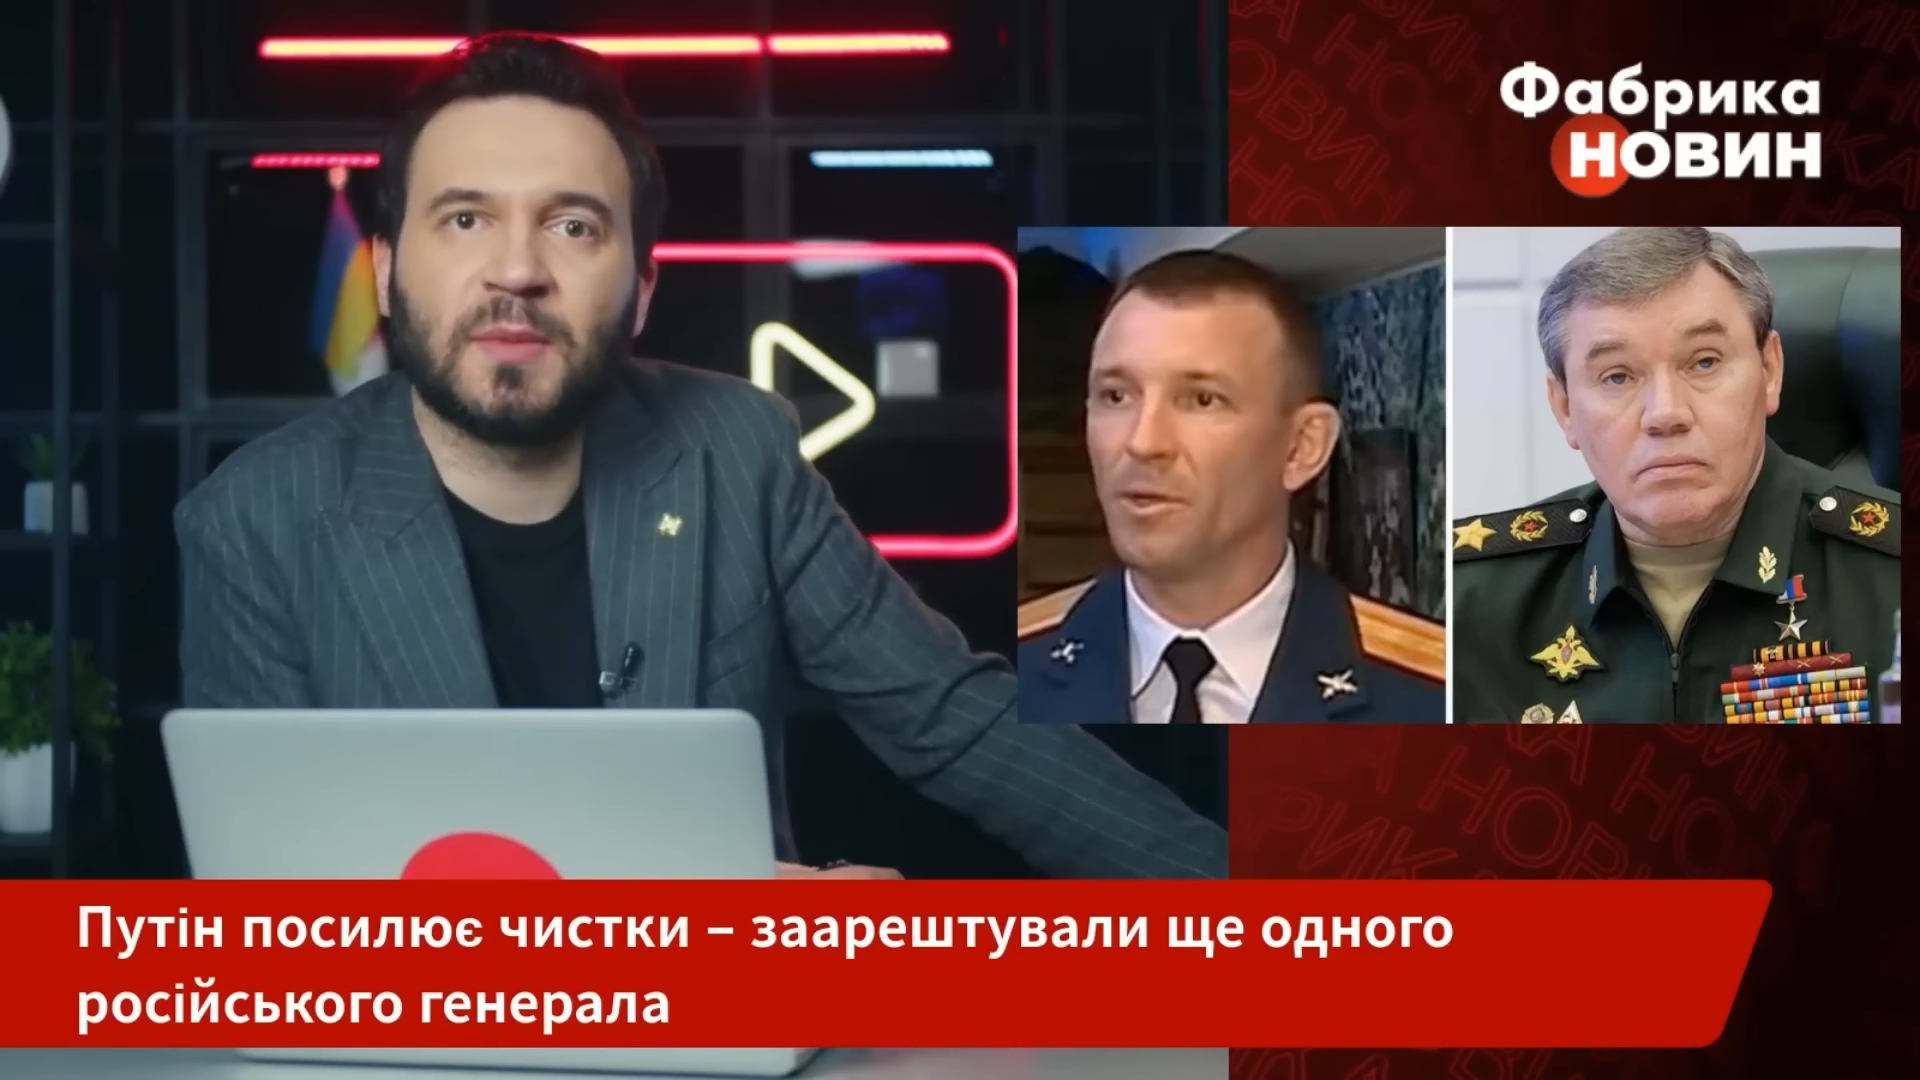 Фабрика
НОВИН
Путін посилює чистки – заарештували ще одного
російського генерала